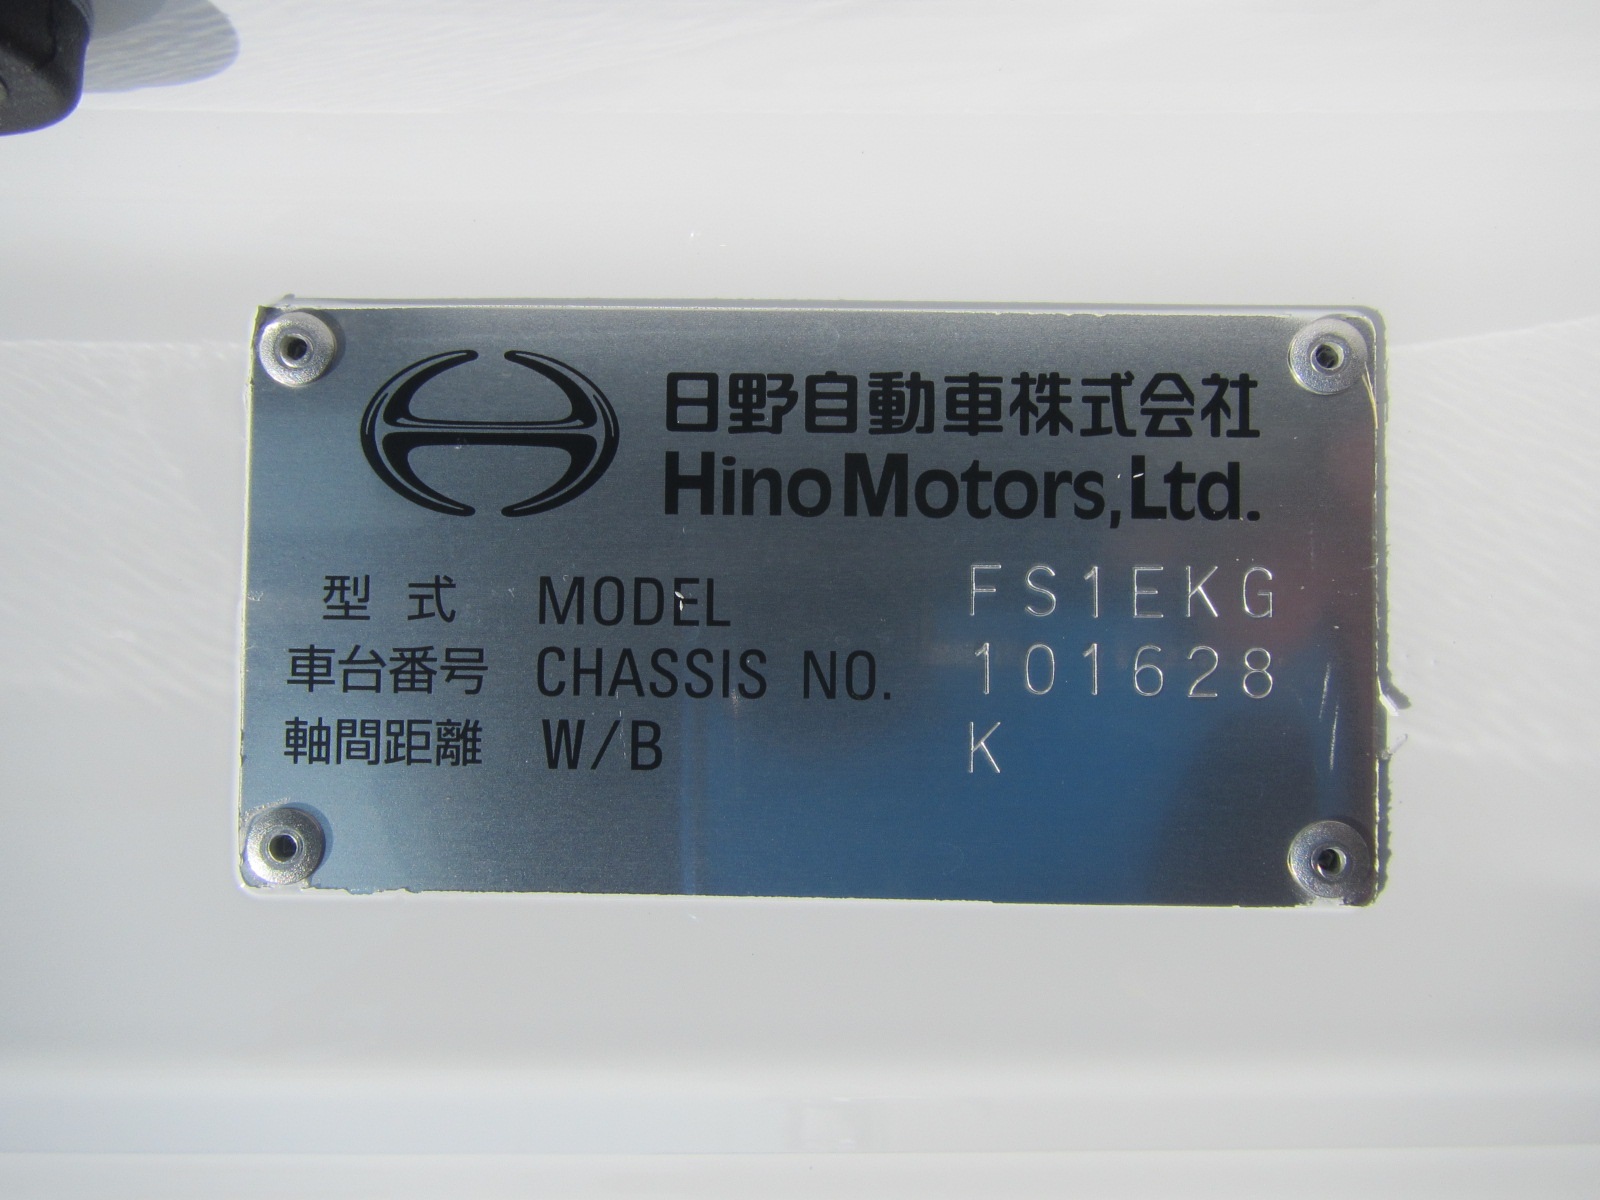 日野自動車株式会社
Hino Motors, Ltd.
型 式 MODEL FS1EKG
車台番号 CHASSIS NO. 101628
軸間距離 W/B K